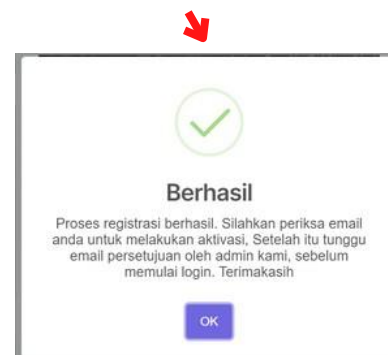 Berhasil
Proses registrasi berhasil. Silahkan periksa email
anda untuk melakukan aktivasi, Setelah itu tunggu
email persetujuan oleh admin kami, sebelum
memulai login. Terimakasih
OK